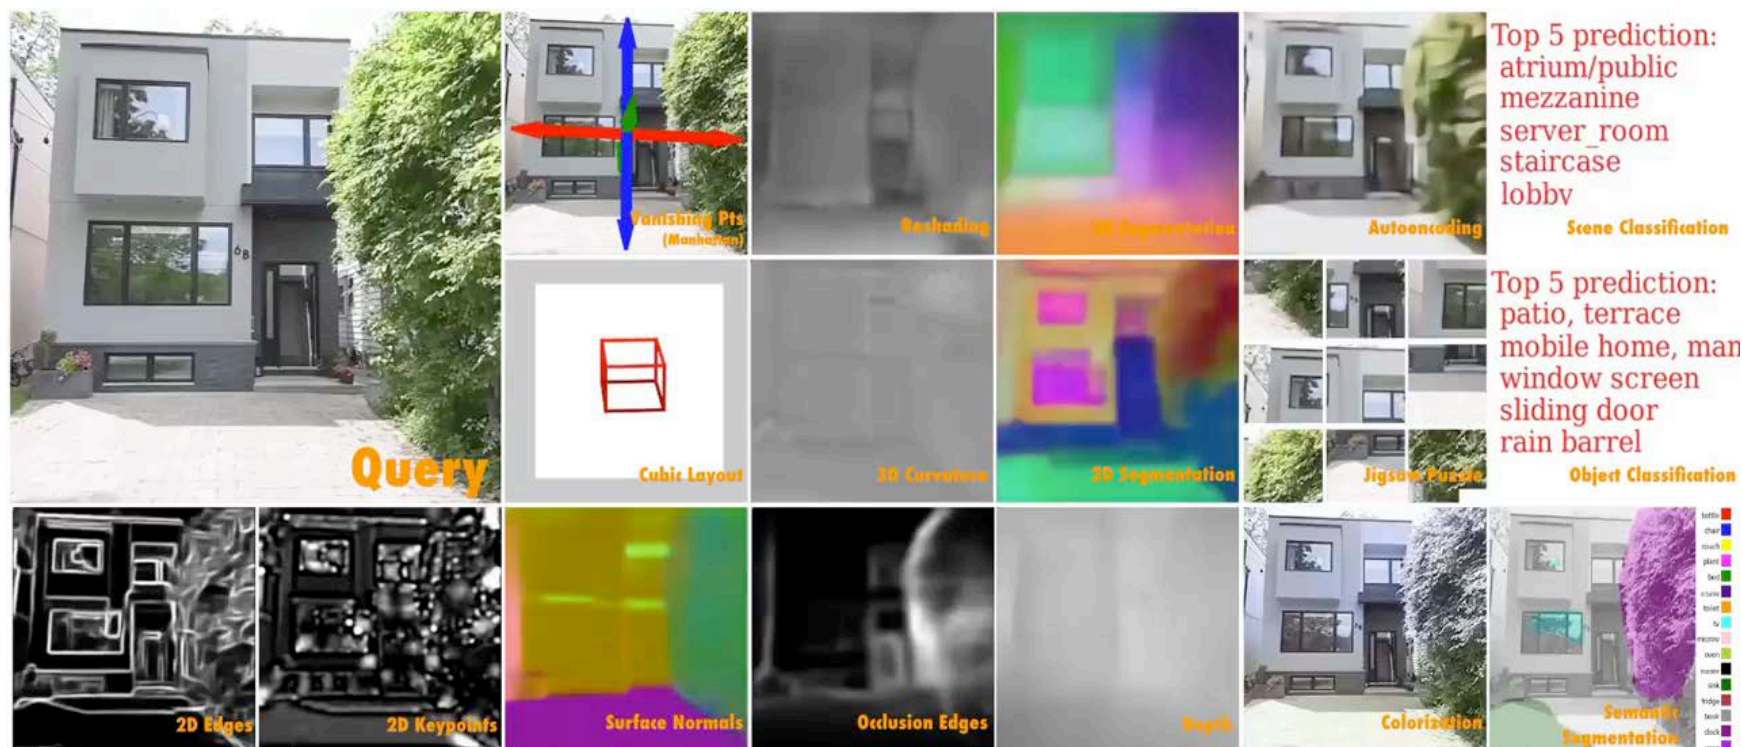 Top 5 prediction:
atrium/public
mezzanine
server_room
staircase
lobby
Vanishing Pts
(Manhattan)
Reshading
Segmentation
Autoencoding
Scene Classification
6B
Top 5 prediction:
patio, terrace
mobile home, man
window screen
sliding door
rain barrel
Query
Cubic Layout
3D Curvature
2D Segmentation
Jigsaw Puzzle
Object Classification
bottle
chair
couch
plant
bed
toilet
tv
microw
oven
toaster
sink
fridge
book
clock
2D Edges
2D Keypoints
Surface Normals
Occlusion Edges
Depth
Colorization
Semantic
Segmentation